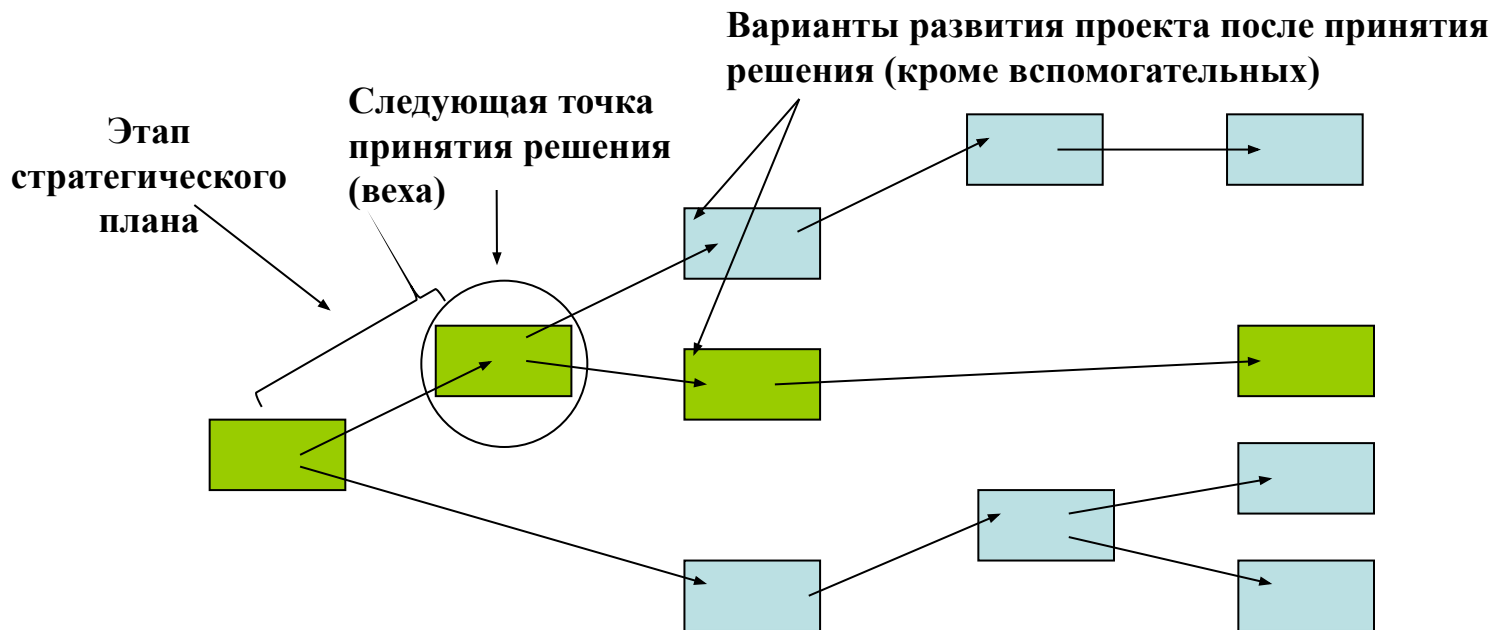 Варианты развития проекта после принятия
решения (кроме вспомогательных)
Следующая точка
принятия решения
(веха)
Этап
стратегического
плана